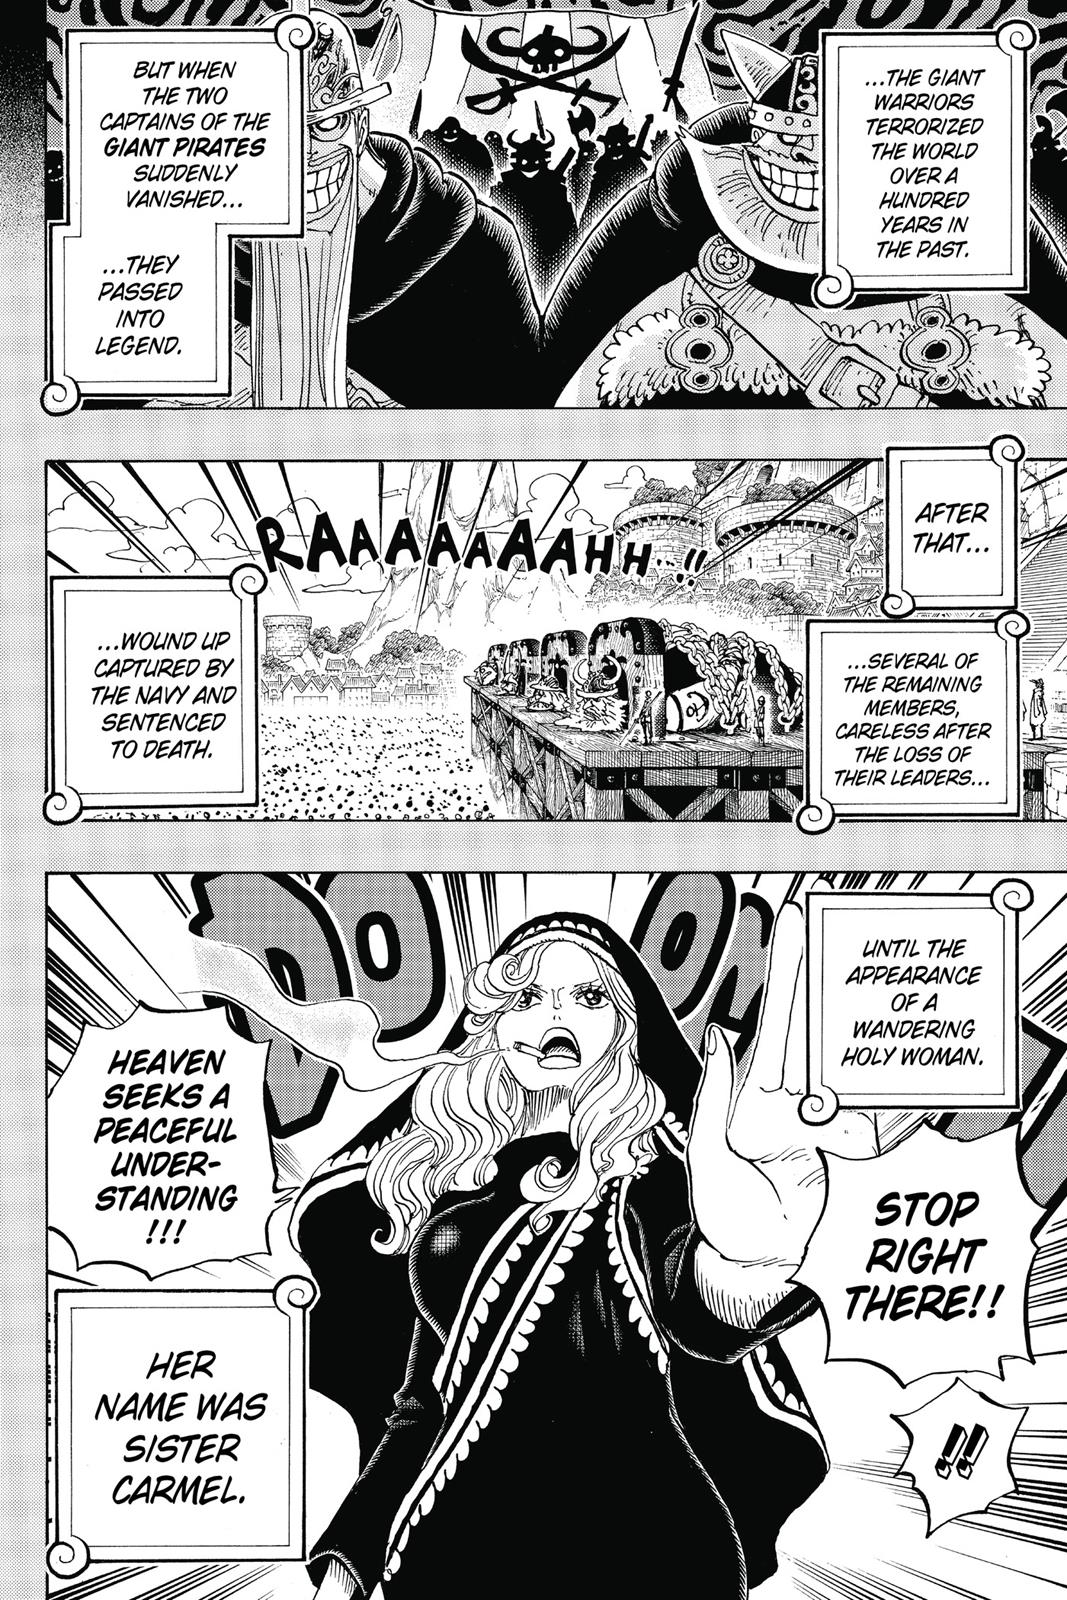 ...THE GIANT
WARRIORS
TERRORIZED
THE WORLD
OVER A
HUNDRED
YEARS IN
THE PAST.
BUT WHEN
THE TWO
CAPTAINS OF THE
GIANT PIRATES
SUDDENLY
VANISHED...
...THEY
PASSED
INTO
LEGEND.
AFTER
THAT...
...SEVERAL OF
THE REMAINING
MEMBERS,
CARELESS AFTER
THE LOSS OF
THEIR LEADERS...
RAAAAAAAHH...!!
...WOUND UP
CAPTURED BY
THE NAVY AND
SENTENCED
TO DEATH.
UNTIL THE
APPEARANCE
OF A
WANDERING
HOLY WOMAN.
STOP
RIGHT
THERE!!
!!
HEAVEN
SEEKS A
PEACEFUL
UNDER-
STANDING
!!!
HER
NAME WAS
SISTER
CARMEL.